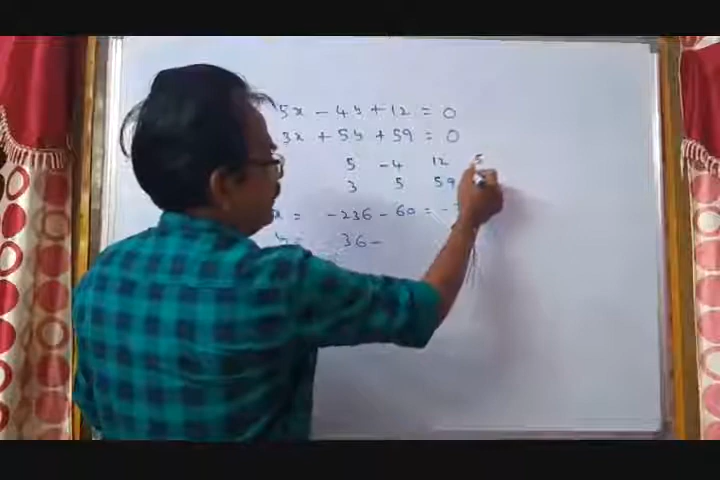 5x - 4y + 12 = 0
3x + 5y + 59 = 0
5 -4 12 5
3 5 59
x = -236 - 60 = -
y = 36 -